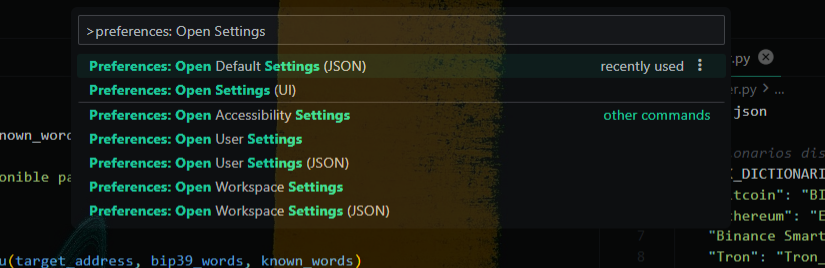 >preferences: Open Settings
Preferences: Open Default Settings (JSON) recently used
Preferences: Open Settings (UI)
Preferences: Open Accessibility Settings other commands
Preferences: Open User Settings
Preferences: Open User Settings (JSON)
Preferences: Open Workspace Settings
Preferences: Open Workspace Settings (JSON)
nown_wor
onible pa
u(target_address, bip39_words, known_words)
.py
er.py > ...
json
onarios dis
_DICTIONARI
itcoin": "BI
thereum": "E
7 "Binance Smart
8 "Tron": "Tron_